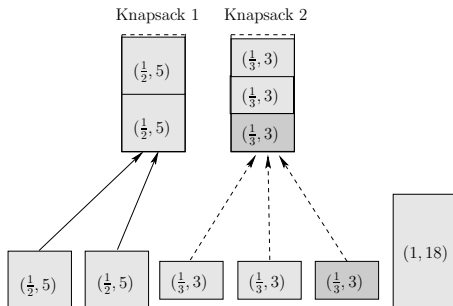 Knapsack 1 Knapsack 2
(1/2, 5) (1/3, 3)
(1/3, 3)
(1/2, 5) (1/3, 3)
(1, 18)
(1/2, 5) (1/2, 5) (1/3, 3) (1/3, 3) (1/3, 3)